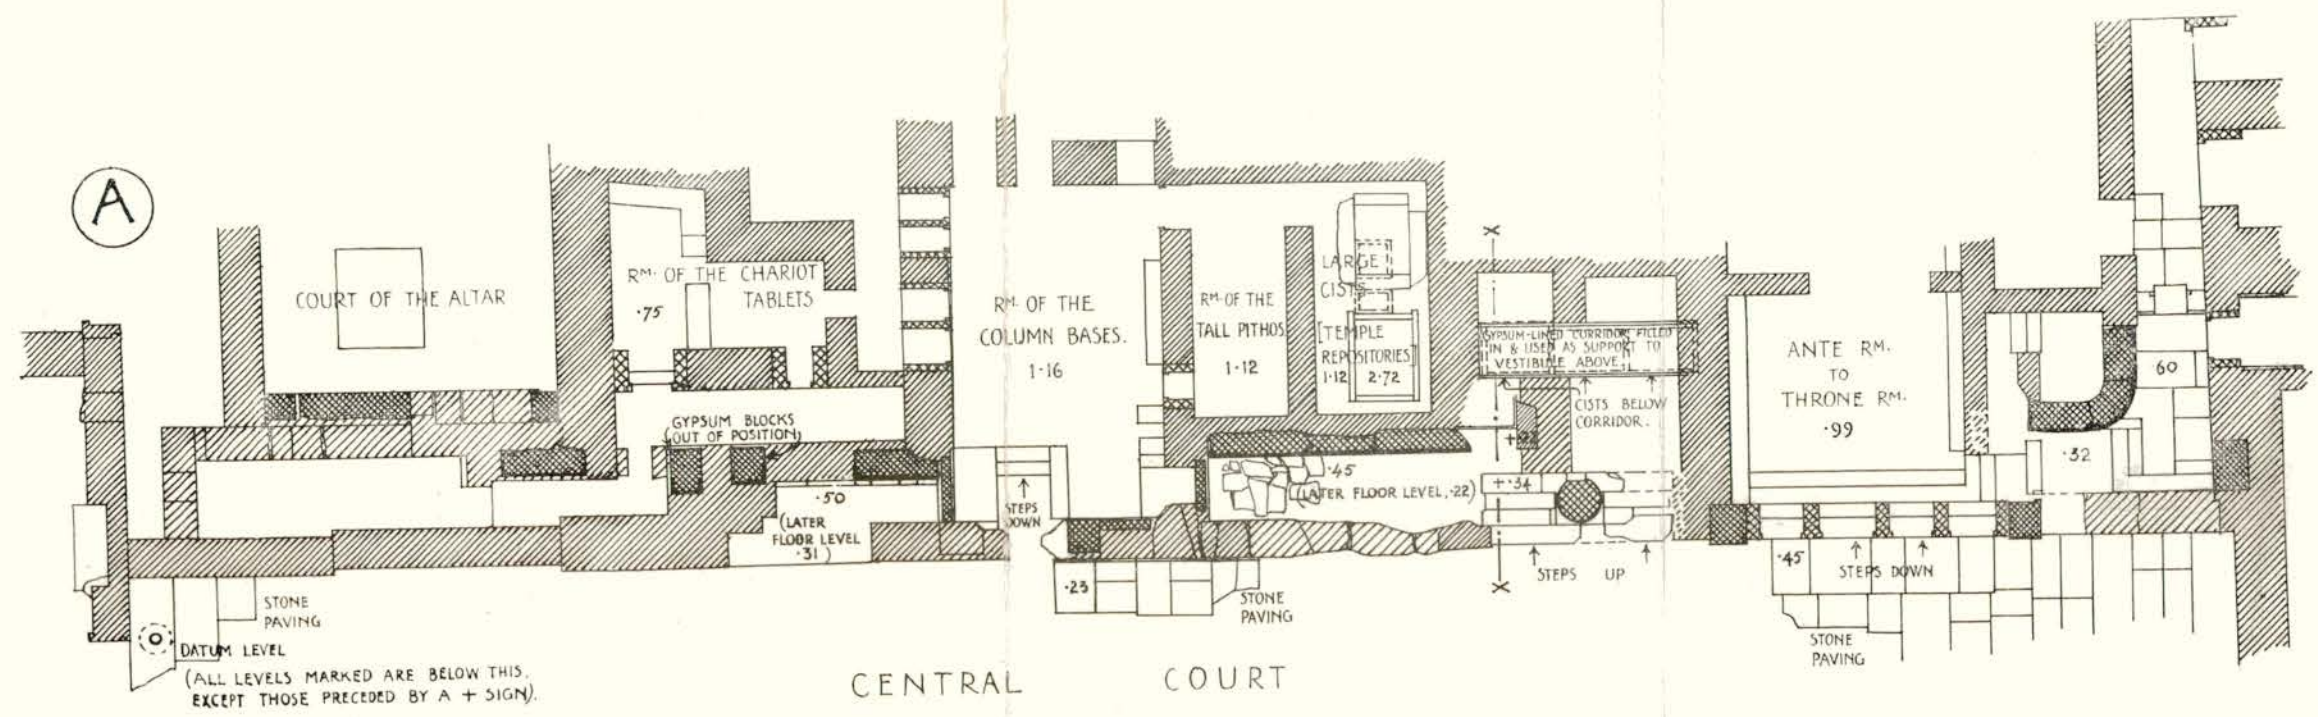 A
COURT OF THE ALTAR
RM. OF THE CHARIOT
TABLETS
·75
GYPSUM BLOCKS
(OUT OF POSITION)
·50
(LATER
FLOOR LEVEL
·31)
RM. OF THE
COLUMN BASES.
1·16
STEPS
DOWN
RM. OF THE
TALL PITHOS
1·12
LARGE
CISTS
[TEMPLE
REPOSITORIES]
1·12 2·72
X
GYPSUM-LINED CORRIDOR FILLED
IN & USED AS SUPPORT TO
VESTIBULE ABOVE.
CISTS BELOW
CORRIDOR.
·45
(LATER FLOOR LEVEL, ·22)
+·34
X
STEPS UP
ANTE RM.
TO
THRONE RM.
·99
60
·32
·45
STEPS DOWN
STONE
PAVING
·23
STONE
PAVING
STONE
PAVING
DATUM LEVEL
(ALL LEVELS MARKED ARE BELOW THIS,
EXCEPT THOSE PRECEDED BY A + SIGN).
CENTRAL COURT